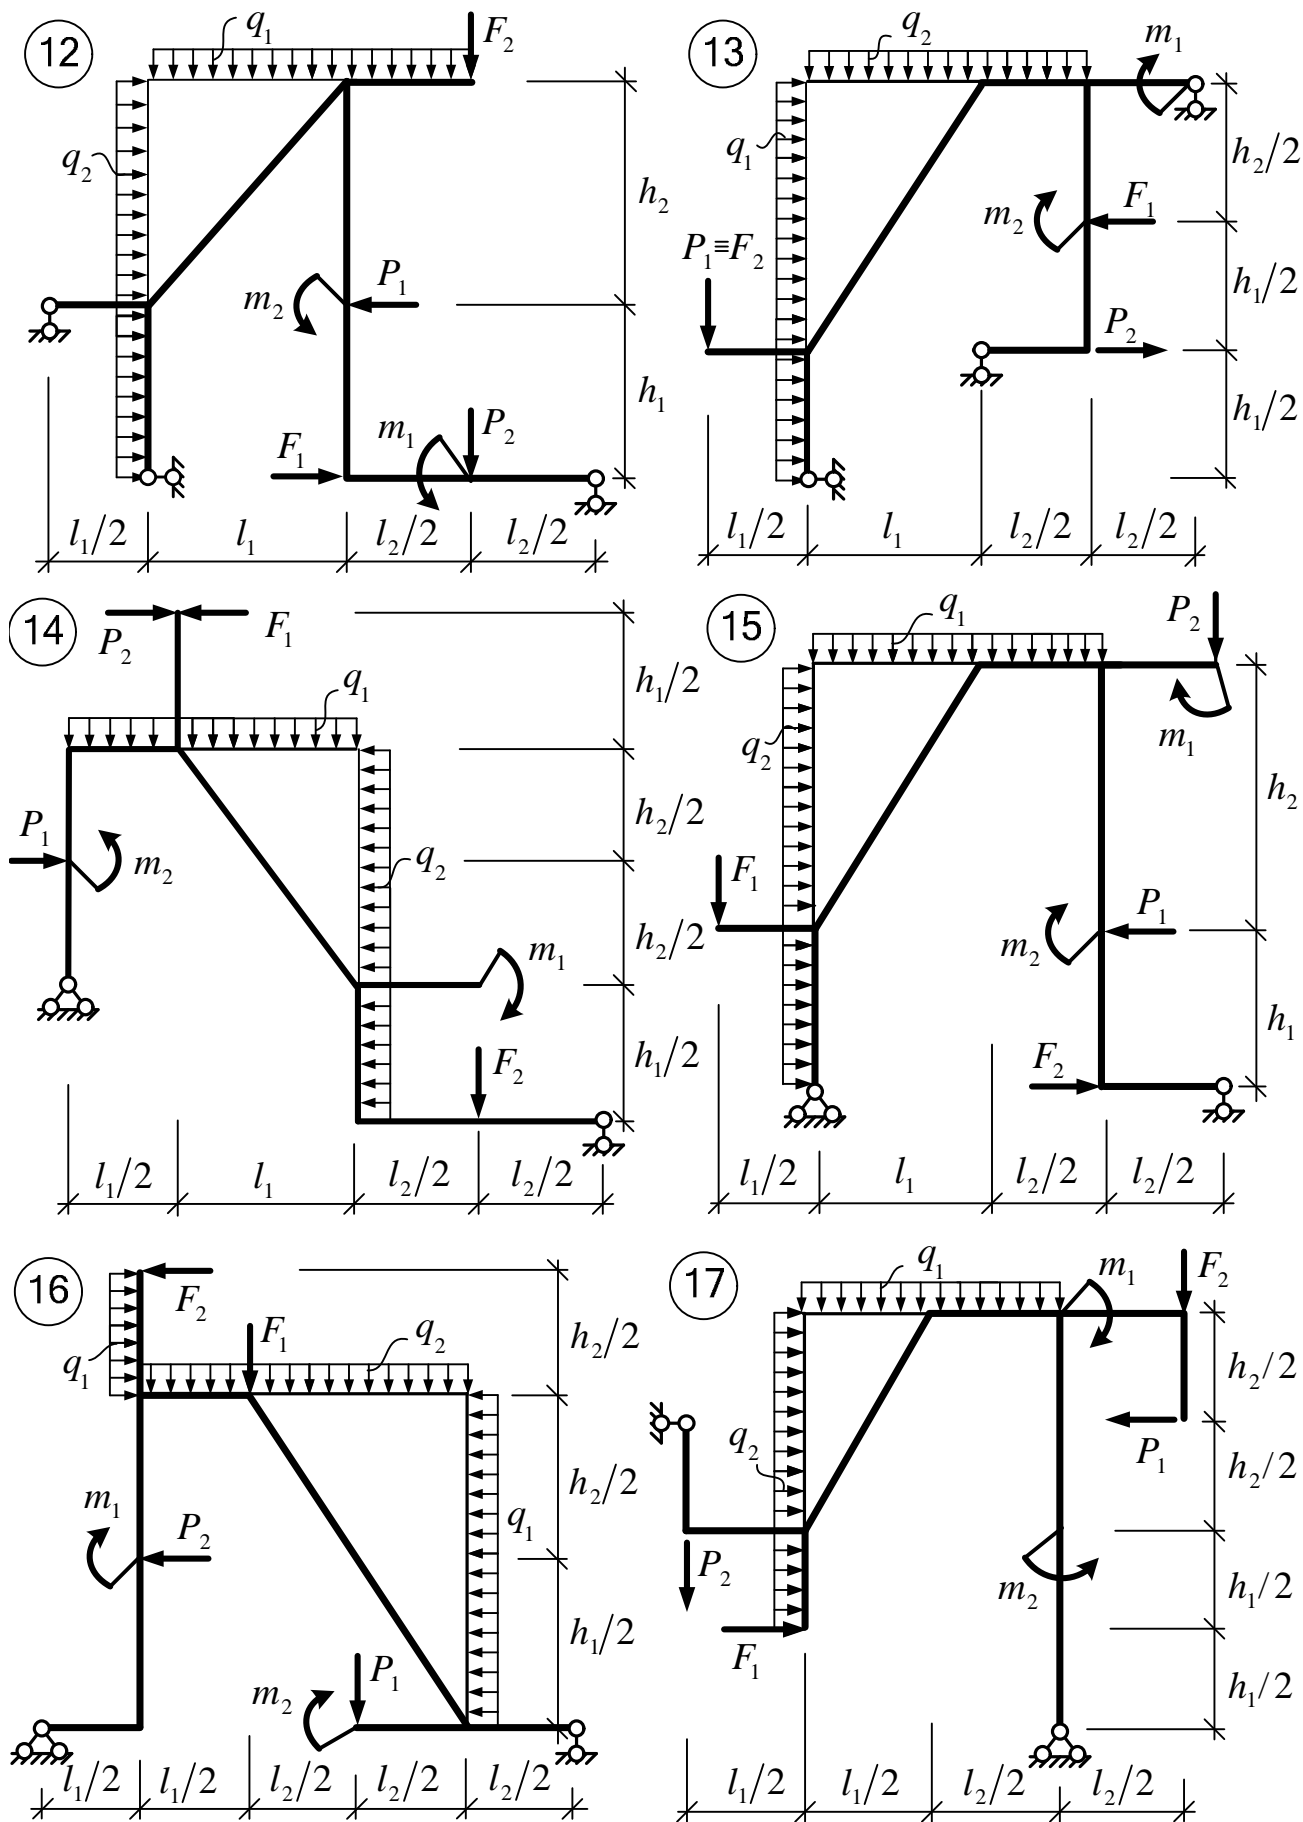 12
q₁
F₂
q₂
h₂
m₂
P₁
h₁
F₁
m₁
P₂
l₁/2
l₁
l₂/2
l₂/2
13
q₂
m₁
q₁
h₂/2
m₂
F₁
P₁≡F₂
h₁/2
P₂
h₁/2
l₁/2
l₁
l₂/2
l₂/2
14
P₂
F₁
q₁
h₁/2
P₁
m₂
q₂
h₂/2
h₂/2
m₁
F₂
h₁/2
l₁/2
l₁
l₂/2
l₂/2
15
q₁
P₂
q₂
m₁
h₂
F₁
m₂
P₁
F₂
h₁
l₁/2
l₁
l₂/2
l₂/2
16
F₂
F₁
q₁
q₂
h₂/2
m₁
P₂
h₂/2
q₁
m₂
P₁
h₁/2
l₁/2
l₁/2
l₂/2
l₂/2
l₂/2
17
q₁
m₁
F₂
h₂/2
q₂
P₁
h₂/2
P₂
m₂
h₁/2
F₁
h₁/2
l₁/2
l₁/2
l₂/2
l₂/2